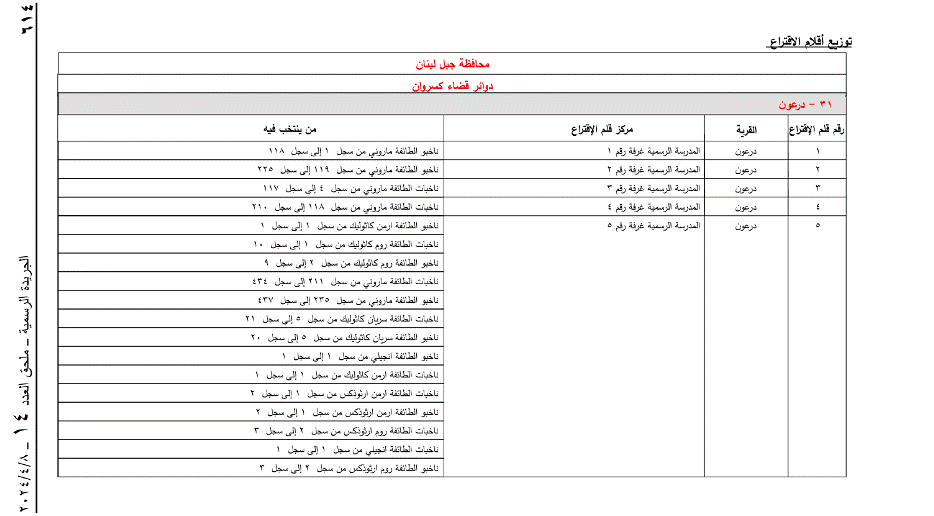 ٦١٤
توزيع أقلام الاقتراع
محافظة جبل لبنان
دوائر قضاء كسروان
٣١ - درعون
رقم قلم الإقتراع القرية مركز قلم الإقتراع من ينتخب فيه
١ درعون المدرسة الرسمية غرفة رقم ١ ناخبو الطائفة ماروني من سجل ١ إلى سجل ١١٨
٢ درعون المدرسة الرسمية غرفة رقم ٢ ناخبو الطائفة ماروني من سجل ١١٩ إلى سجل ٢٢٥
٣ درعون المدرسة الرسمية غرفة رقم ٣ ناخبات الطائفة ماروني من سجل ٤ إلى سجل ١١٧
٤ درعون المدرسة الرسمية غرفة رقم ٤ ناخبات الطائفة ماروني من سجل ١١٨ إلى سجل ٢١٠
٥ درعون المدرسة الرسمية غرفة رقم ٥ ناخبو الطائفة ارمن كاثوليك من سجل ١ إلى سجل ١
ناخبات الطائفة روم كاثوليك من سجل ١ إلى سجل ١٠
ناخبو الطائفة روم كاثوليك من سجل ٢ إلى سجل ٩
ناخبات الطائفة ماروني من سجل ٢١١ إلى سجل ٤٣٤
ناخبو الطائفة ماروني من سجل ٢٣٥ إلى سجل ٤٣٧
ناخبات الطائفة سريان كاثوليك من سجل ٥ إلى سجل ٢١
ناخبو الطائفة سريان كاثوليك من سجل ٥ إلى سجل ٢٠
ناخبو الطائفة انجيلي من سجل ١ إلى سجل ١
ناخبات الطائفة ارمن كاثوليك من سجل ١ إلى سجل ١
ناخبات الطائفة ارمن ارثوذكس من سجل ١ إلى سجل ٢
ناخبو الطائفة ارمن ارثوذكس من سجل ١ إلى سجل ٢
ناخبات الطائفة روم ارثوذكس من سجل ٢ إلى سجل ٣
ناخبات الطائفة انجيلي من سجل ١ إلى سجل ١
ناخبو الطائفة روم ارثوذكس من سجل ٢ إلى سجل ٣
الجريدة الرسمية - ملحق العدد ١٤ - ٢٠٢٤/٤/٨